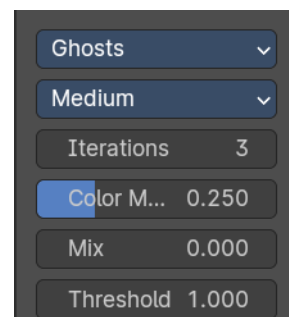 Ghosts
Medium
Iterations 3
Color M... 0.250
Mix 0.000
Threshold 1.000